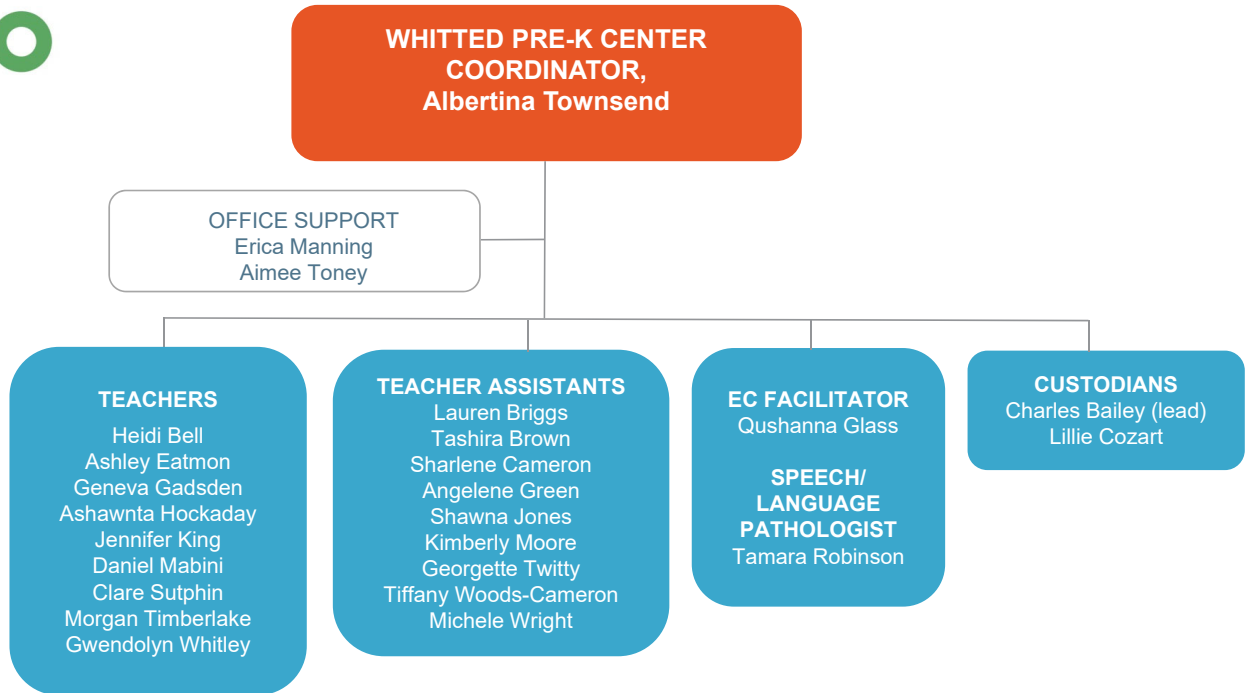 WHITTED PRE-K CENTER
COORDINATOR,
Albertina Townsend
OFFICE SUPPORT
Erica Manning
Aimee Toney
TEACHERS
Heidi Bell
Ashley Eatmon
Geneva Gadsden
Ashawnta Hockaday
Jennifer King
Daniel Mabini
Clare Sutphin
Morgan Timberlake
Gwendolyn Whitley
TEACHER ASSISTANTS
Lauren Briggs
Tashira Brown
Sharlene Cameron
Angelene Green
Shawna Jones
Kimberly Moore
Georgette Twitty
Tiffany Woods-Cameron
Michele Wright
EC FACILITATOR
Qushanna Glass
SPEECH/
LANGUAGE
PATHOLOGIST
Tamara Robinson
CUSTODIANS
Charles Bailey (lead)
Lillie Cozart